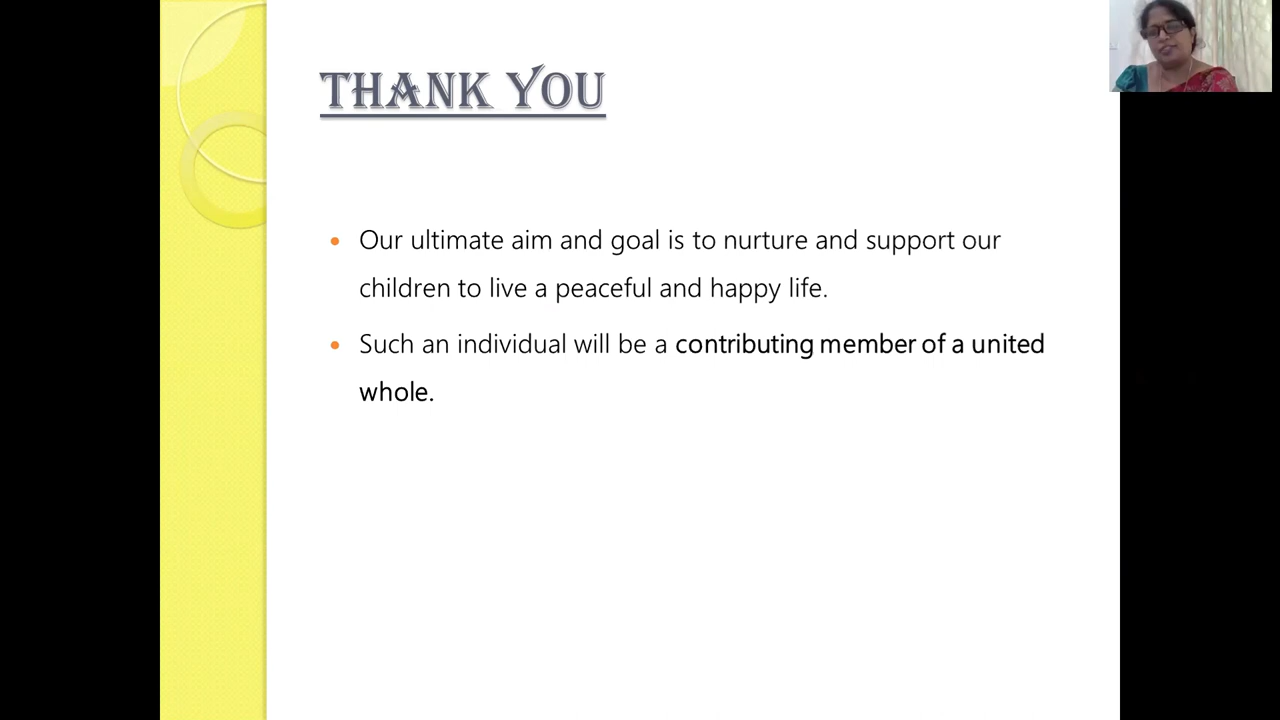 THANK YOU
Our ultimate aim and goal is to nurture and support our
children to live a peaceful and happy life.
Such an individual will be a contributing member of a united
whole.